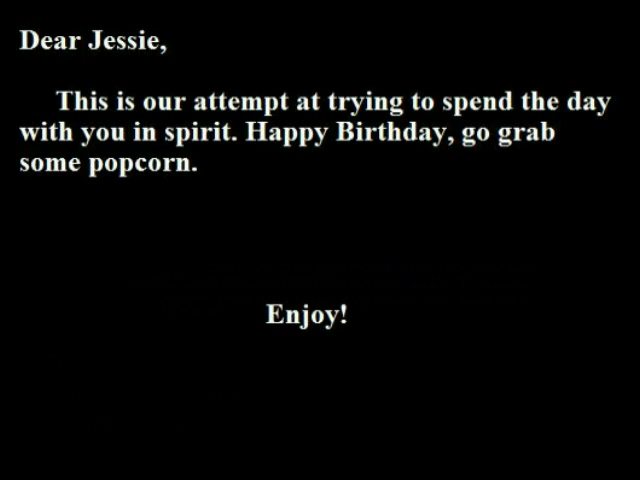 Dear Jessie,
This is our attempt at trying to spend the day
with you in spirit. Happy Birthday, go grab
some popcorn.
Enjoy!